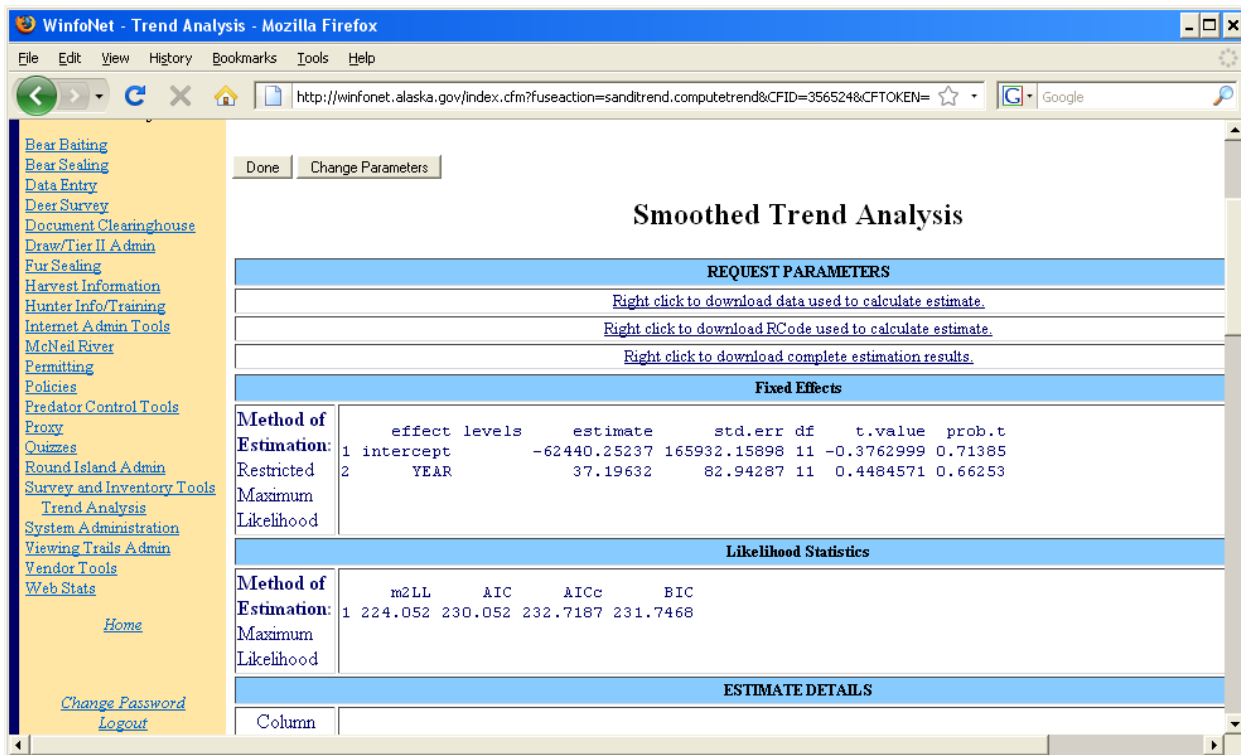 WinfoNet - Trend Analysis - Mozilla Firefox
File Edit View History Bookmarks Tools Help
http://winfonet.alaska.gov/index.cfm?fuseaction=sanditrend.computetrend&CFID=356524&CFTOKEN= G Google
Bear Baiting
Bear Sealing
Data Entry
Deer Survey
Document Clearinghouse
Draw/Tier II Admin
Fur Sealing
Harvest Information
Hunter Info/Training
Internet Admin Tools
McNeil River
Permitting
Policies
Predator Control Tools
Proxy
Quizzes
Round Island Admin
Survey and Inventory Tools
Trend Analysis
System Administration
Viewing Trails Admin
Vendor Tools
Web Stats
Home
Change Password
Logout
Done Change Parameters
Smoothed Trend Analysis
REQUEST PARAMETERS
Right click to download data used to calculate estimate.
Right click to download RCode used to calculate estimate.
Right click to download complete estimation results.
Fixed Effects
Method of
Estimation:
Restricted
Maximum
Likelihood
effect levels estimate std.err df t.value prob.t
1 intercept -62440.25237 165932.15898 11 -0.3762999 0.71385
2 YEAR 37.19632 82.94287 11 0.4484571 0.66253
Likelihood Statistics
Method of
Estimation:
Maximum
Likelihood
m2LL AIC AICc BIC
1 224.052 230.052 232.7187 231.7468
ESTIMATE DETAILS
Column